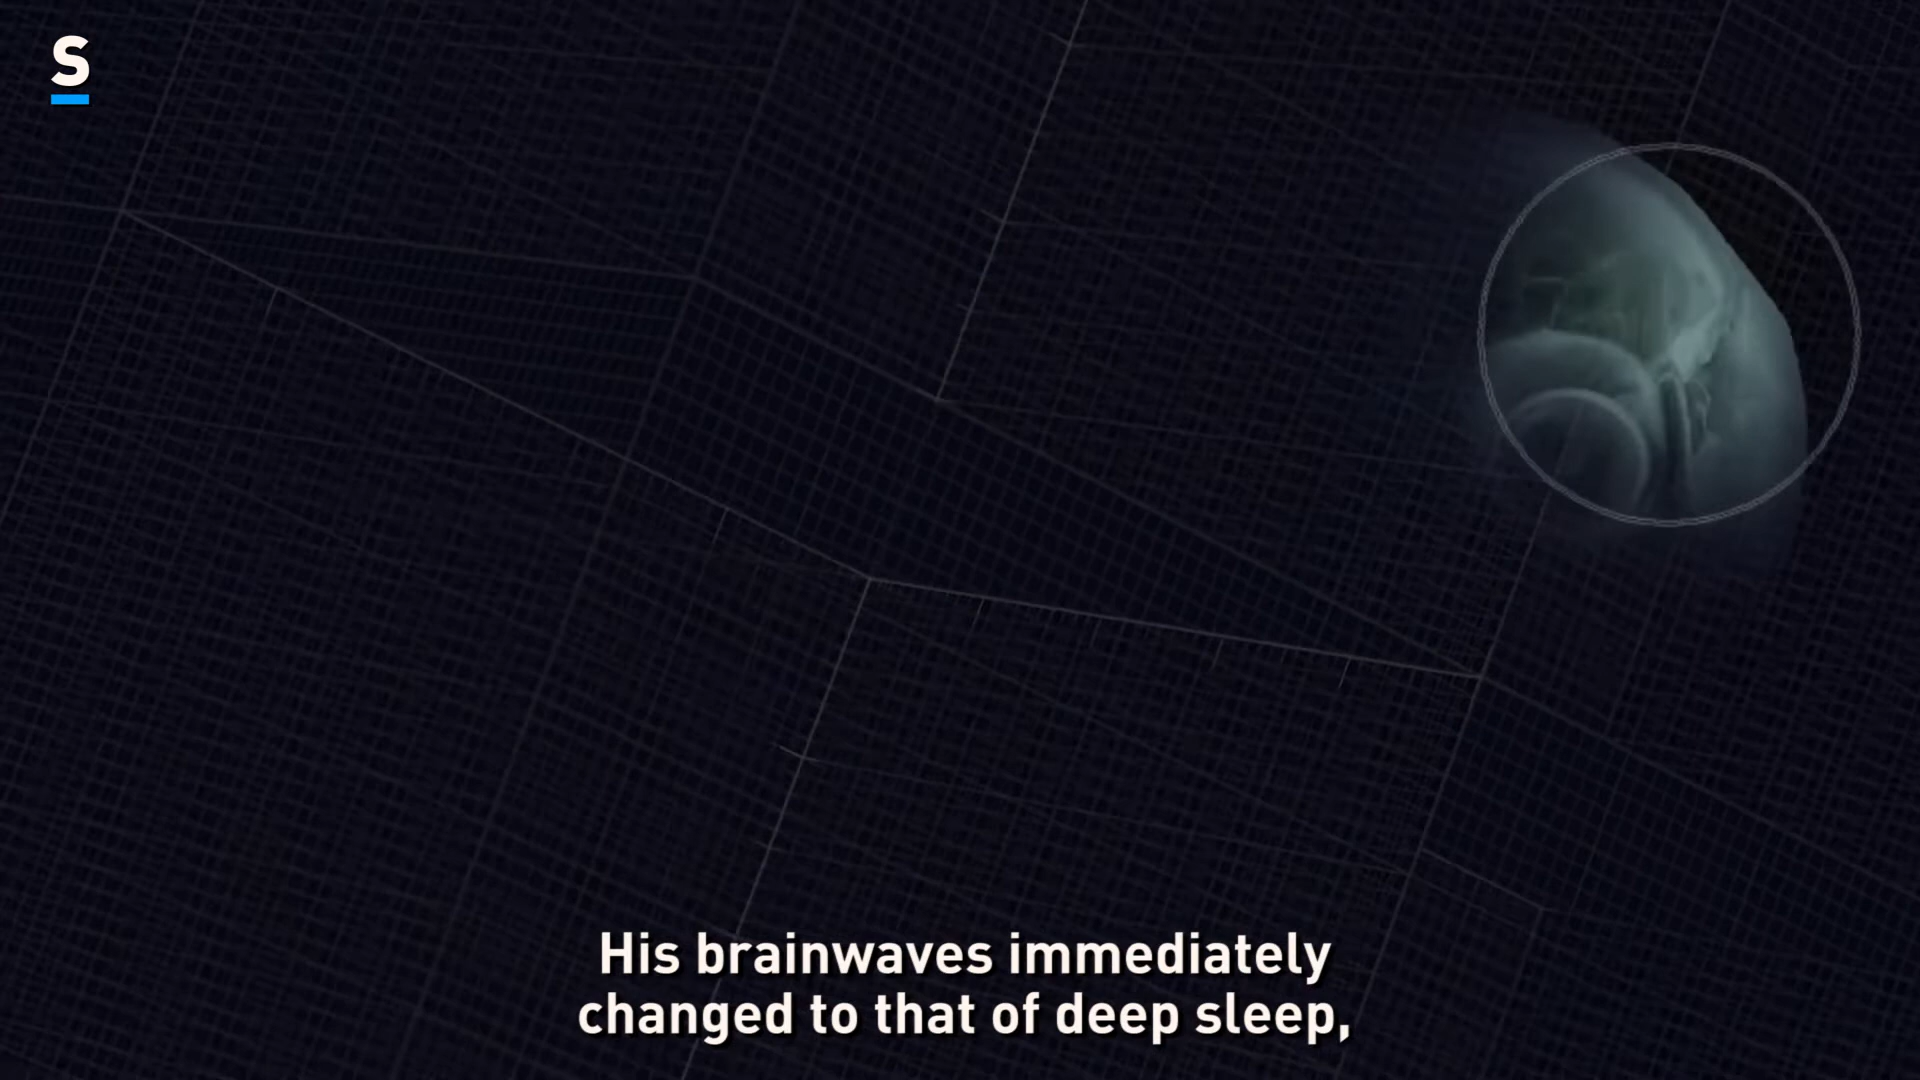 S
His brainwaves immediately
changed to that of deep sleep,